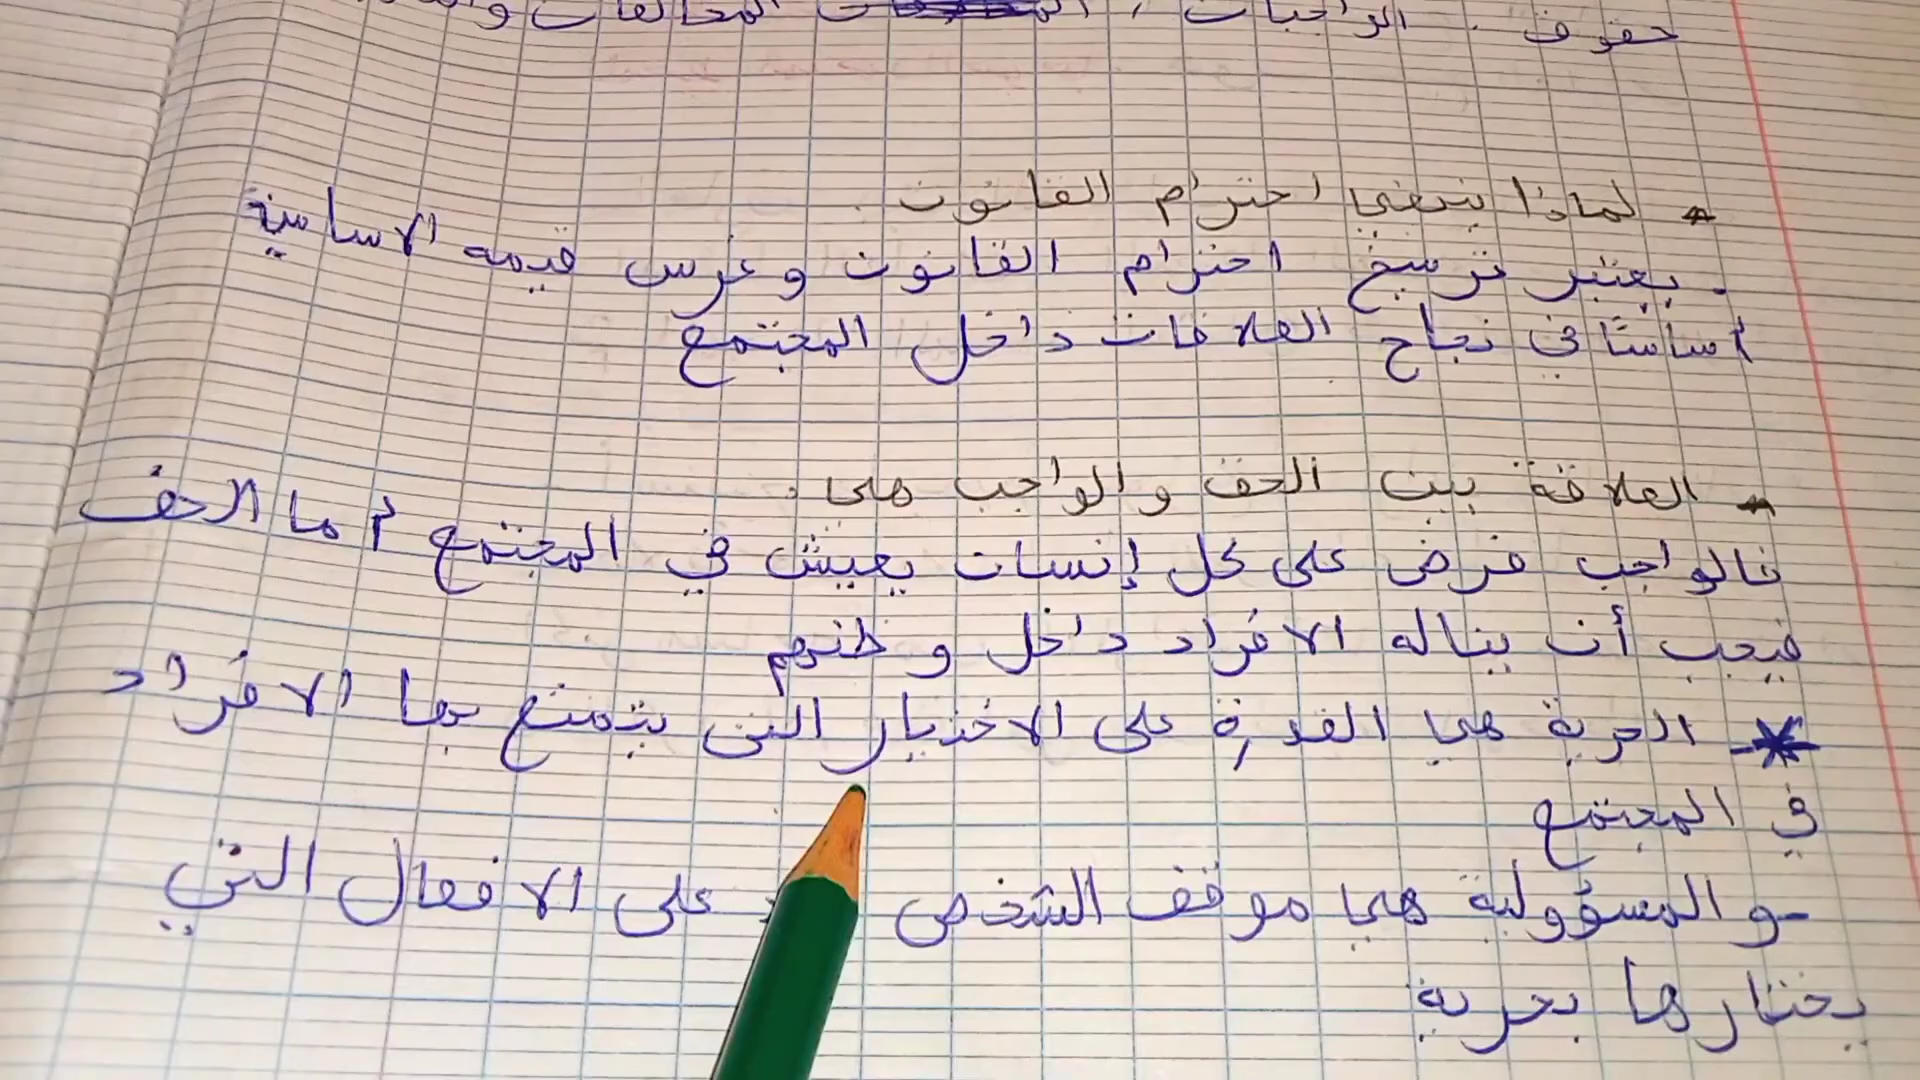 حقوق . الواجبات , المخالفات
* لماذا ينبغي احترام القانون .
. يعتبر ترسيخ احترام القانون وغرس قيمه الاساسية
أساسًا في نجاح العلاقات داخل المجتمع
* العلاقة بين الحق والواجب هي .
فالواجب فرض على كل إنسان يعيش في المجتمع أما الحق
فيجب أن يناله الافراد داخل وطنهم
* الحرية هي القدرة على الاختيار التي يتمتع بها الافراد
في المجتمع
- والمسؤولية هي موقف الشخص على الافعال التي
يختارها بحرية